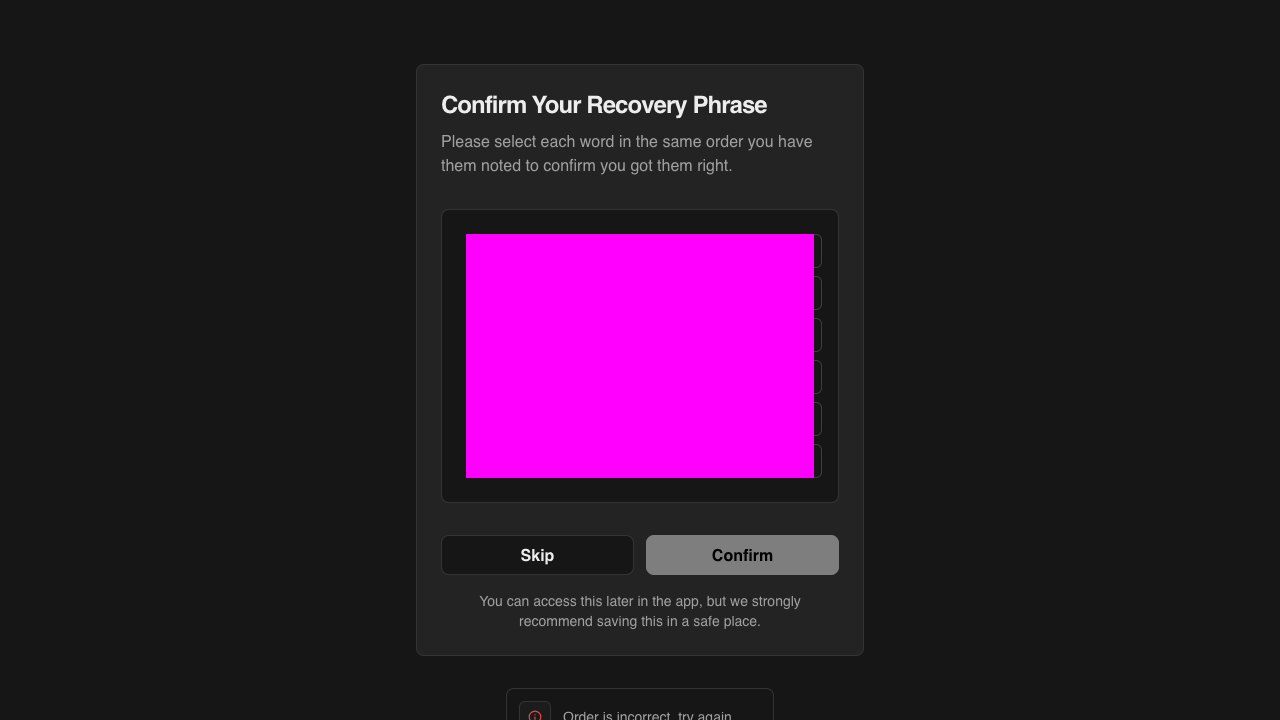 Confirm Your Recovery Phrase
Please select each word in the same order you have
them noted to confirm you got them right.
Skip
Confirm
You can access this later in the app, but we strongly
recommend saving this in a safe place.
Order is incorrect, try again